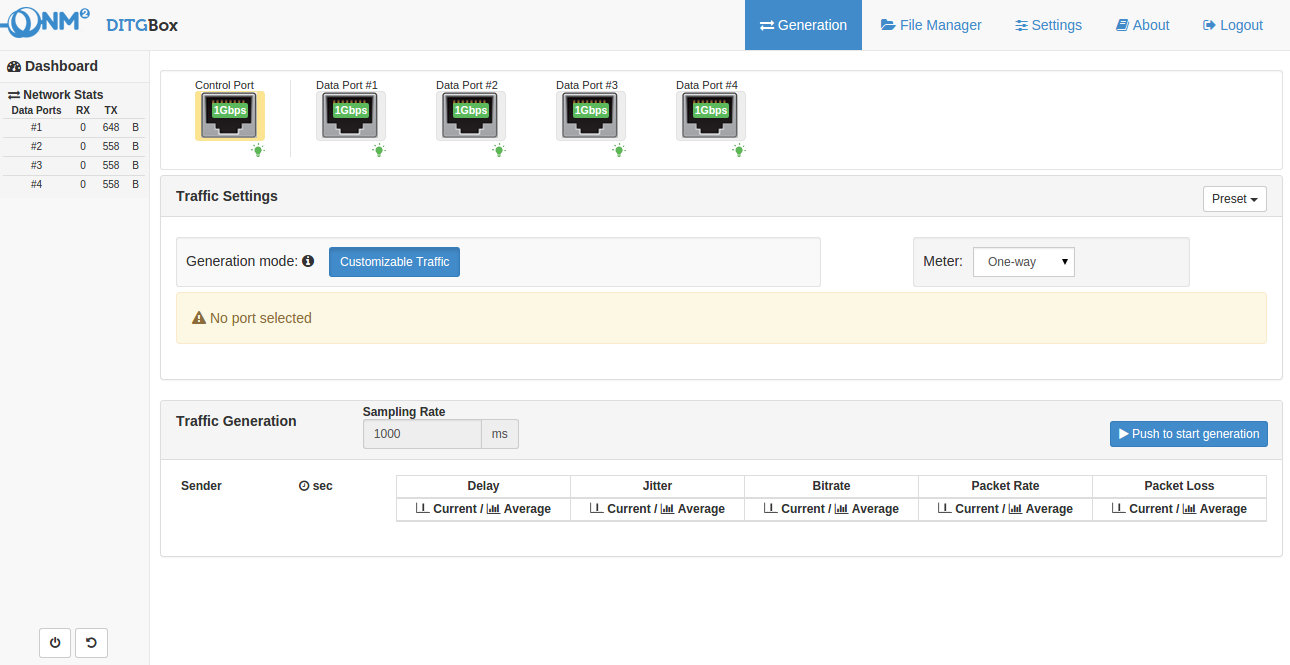 ONM2 DITGBox
Generation File Manager Settings About Logout
Dashboard
Network Stats
Data Ports RX TX
#1 0 648 B
#2 0 558 B
#3 0 558 B
#4 0 558 B
Control Port Data Port #1 Data Port #2 Data Port #3 Data Port #4
1Gbps 1Gbps 1Gbps 1Gbps 1Gbps
Traffic Settings Preset
Generation mode: Customizable Traffic Meter: One-way
No port selected
Traffic Generation Sampling Rate
1000 ms Push to start generation
Sender sec Delay Jitter Bitrate Packet Rate Packet Loss
Current / Average Current / Average Current / Average Current / Average Current / Average